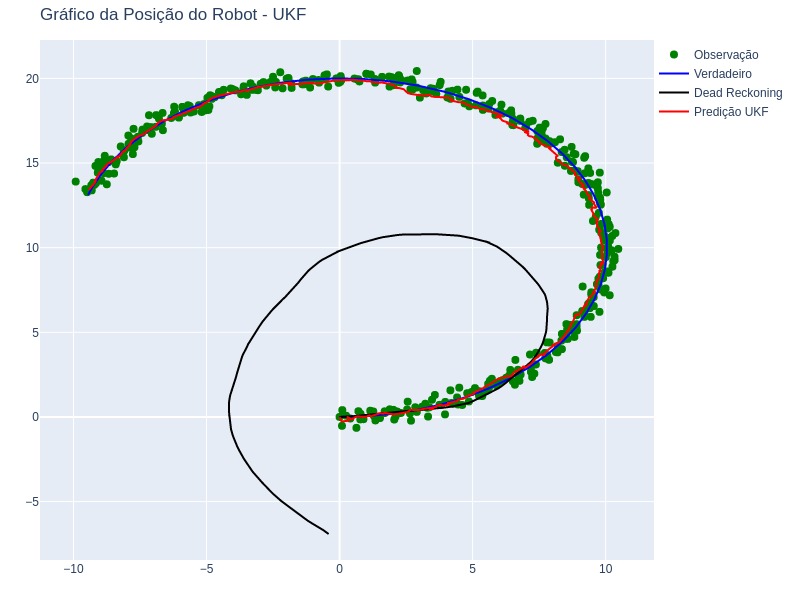 Gráfico da Posição do Robot - UKF
Observação
Verdadeiro
Dead Reckoning
Predição UKF
20
15
10
5
0
−5
−10
−5
0
5
10